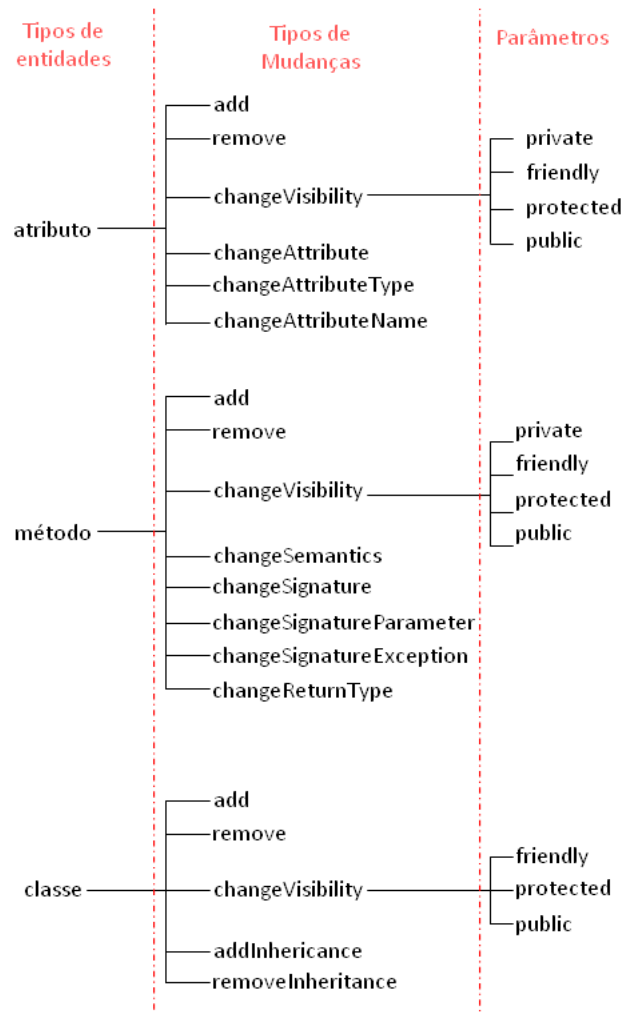 Tipos de
entidades
Tipos de
Mudanças
Parâmetros
atributo
add
remove
changeVisibility
changeAttribute
changeAttributeType
changeAttributeName
private
friendly
protected
public
método
add
remove
changeVisibility
changeSemantics
changeSignature
changeSignatureParameter
changeSignatureException
changeReturnType
private
friendly
protected
public
classe
add
remove
changeVisibility
addInhericance
removeInheritance
friendly
protected
public